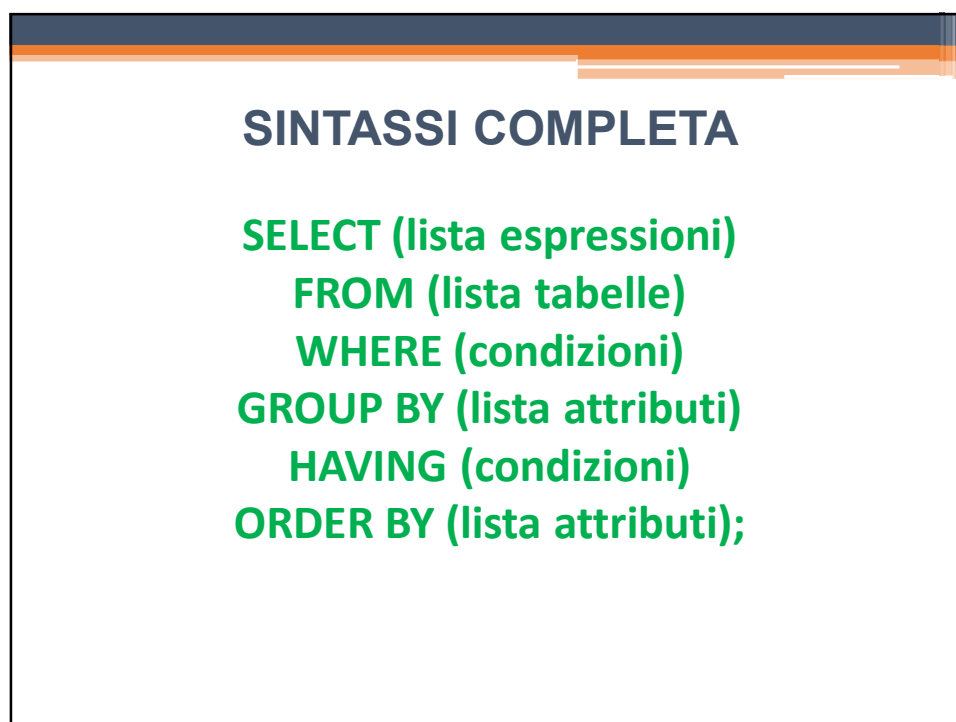 SINTASSI COMPLETA
SELECT (lista espressioni)
FROM (lista tabelle)
WHERE (condizioni)
GROUP BY (lista attributi)
HAVING (condizioni)
ORDER BY (lista attributi);